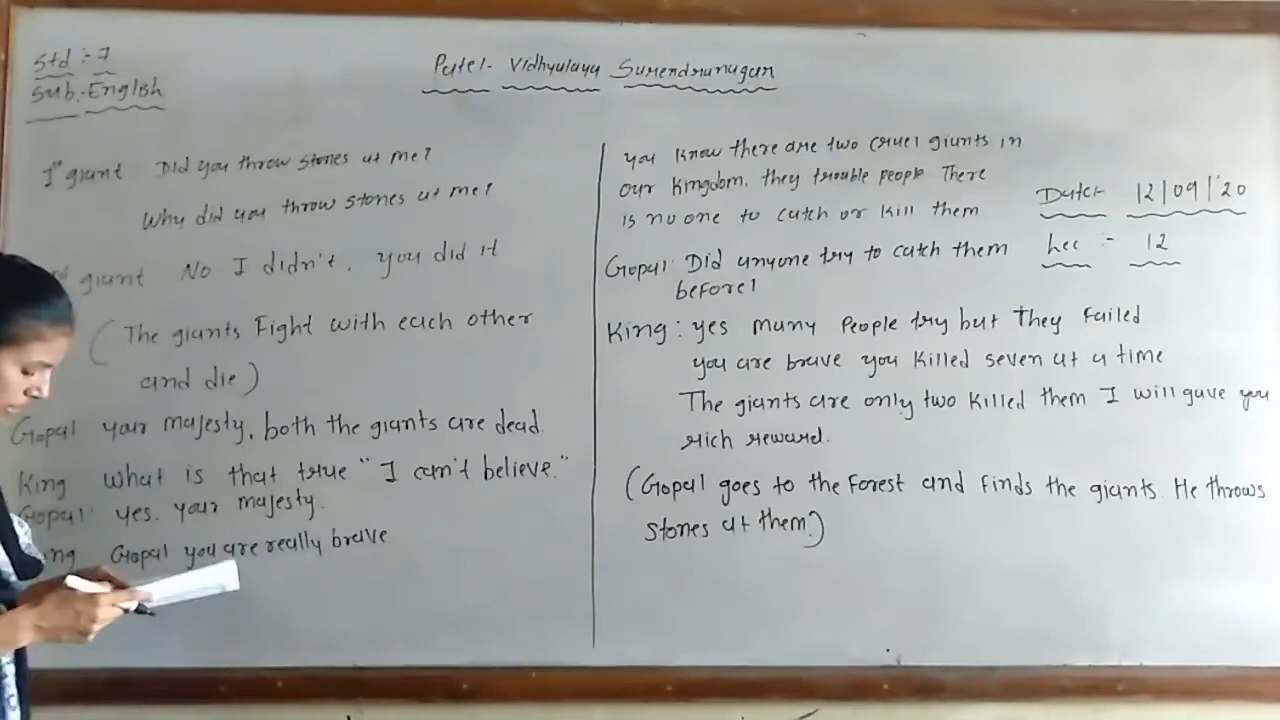 Std :- 7
Sub.-English
Patel- Vidhyalaya Surendranagar
Date:- 12/09/'20
Lec :- 12
1st giant Did you throw stones at me?
Why did you throw stones at me?
giant No I didn't, you did it
(The giants Fight with each other
and die)
Gopal your majesty, both the giants are dead.
King what is that true "I can't believe."
Gopal: yes. your majesty.
Gopal you are really brave
you know there are two cruel giants in
our kingdom. they trouble people There
is no one to catch or kill them
Gopal: Did anyone try to catch them
before?
King: yes many people try but they failed
you are brave you killed seven at a time
The giants are only two killed them I will gave you
rich reward.
(Gopal goes to the Forest and Finds the giants. He throws
stones at them.)